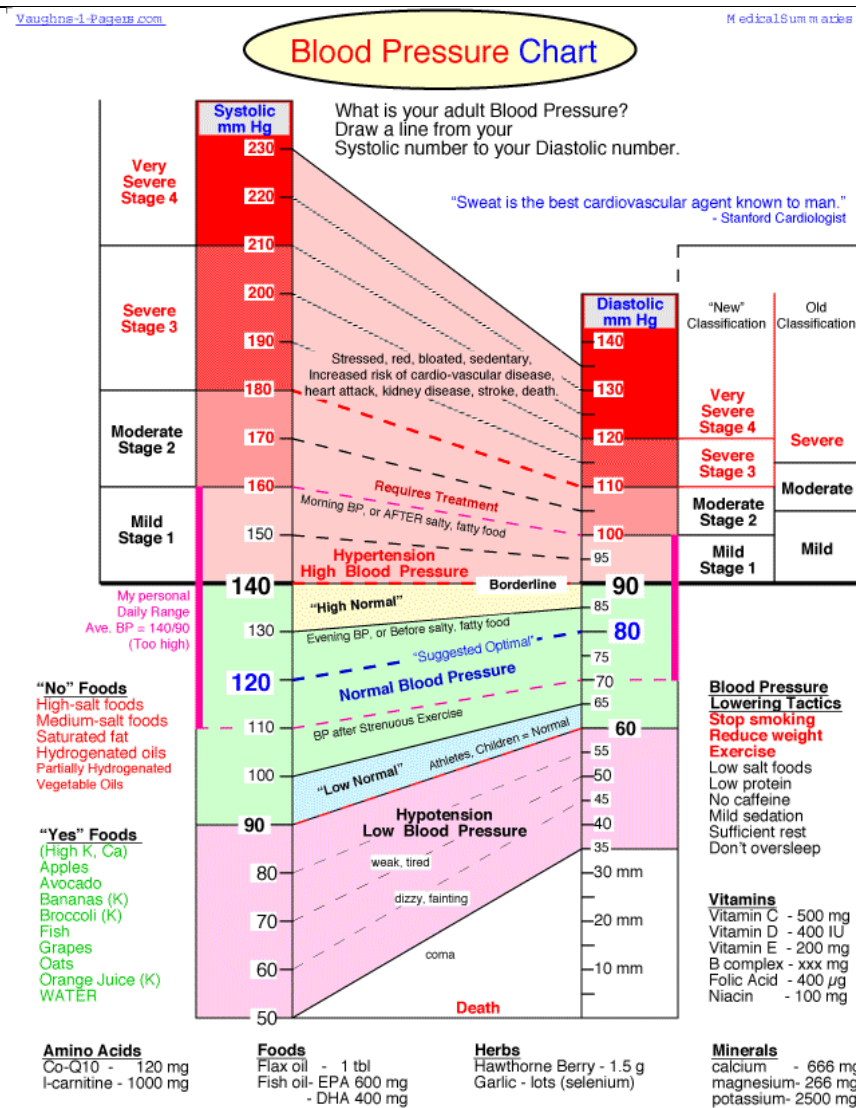 Vaughns-1-Pagers.com
MedicalSummaries
Blood Pressure Chart
What is your adult Blood Pressure?
Draw a line from your
Systolic number to your Diastolic number.
"Sweat is the best cardiovascular agent known to man."
- Stanford Cardiologist
Systolic
mm Hg
230
220
210
200
190
180
170
160
150
140
130
120
110
100
90
80
70
60
50
Very
Severe
Stage 4
Severe
Stage 3
Moderate
Stage 2
Mild
Stage 1
My personal
Daily Range
Ave. BP = 140/90
(Too high)
Stressed, red, bloated, sedentary,
Increased risk of cardio-vascular disease,
heart attack, kidney disease, stroke, death.
Requires Treatment
Morning BP, or AFTER salty, fatty food
Hypertension
High Blood Pressure
Borderline
"High Normal"
Evening BP, or Before salty, fatty food
"Suggested Optimal"
Normal Blood Pressure
BP after Strenuous Exercise
"Low Normal"
Athletes, Children = Normal
Hypotension
Low Blood Pressure
weak, tired
dizzy, fainting
coma
Death
Diastolic
mm Hg
140
130
120
110
100
95
90
85
80
75
70
65
60
55
50
45
40
35
30 mm
20 mm
10 mm
"New"
Classification
Very
Severe
Stage 4
Severe
Stage 3
Moderate
Stage 2
Mild
Stage 1
Old
Classification
Severe
Moderate
Mild
"No" Foods
High-salt foods
Medium-salt foods
Saturated fat
Hydrogenated oils
Partially Hydrogenated
Vegetable Oils
"Yes" Foods
(High K, Ca)
Apples
Avocado
Bananas (K)
Broccoli (K)
Fish
Grapes
Oats
Orange Juice (K)
WATER
Blood Pressure
Lowering Tactics
Stop smoking
Reduce weight
Exercise
Low salt foods
Low protein
No caffeine
Mild sedation
Sufficient rest
Don't oversleep
Vitamins
Vitamin C - 500 mg
Vitamin D - 400 IU
Vitamin E - 200 mg
B complex - xxx mg
Folic Acid - 400 µg
Niacin - 100 mg
Amino Acids
Co-Q10 - 120 mg
l-carnitine - 1000 mg
Foods
Flax oil - 1 tbl
Fish oil- EPA 600 mg
- DHA 400 mg
Herbs
Hawthorne Berry - 1.5 g
Garlic - lots (selenium)
Minerals
calcium - 666 mg
magnesium- 266 mg
potassium- 2500 mg